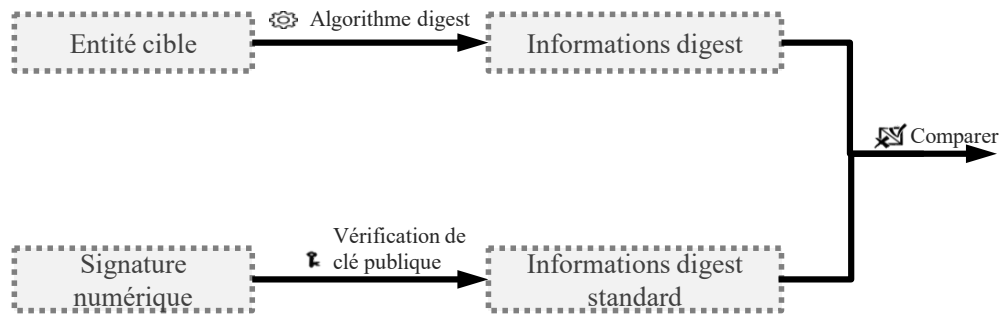 Algorithme digest
Entité cible
Informations digest
Comparer
Vérification de
clé publique
Signature
numérique
Informations digest
standard